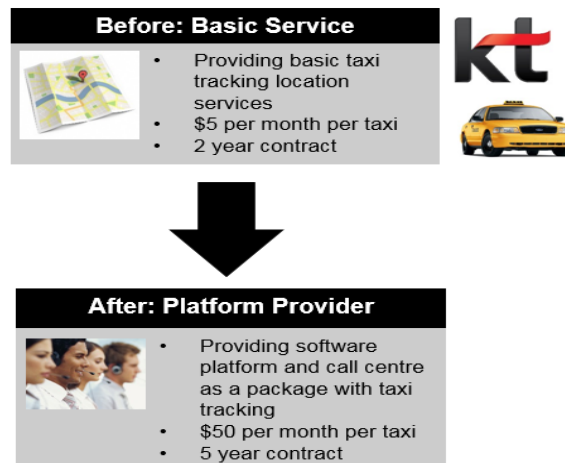 Before: Basic Service
kt
• Providing basic taxi
tracking location
services
• $5 per month per taxi
• 2 year contract
After: Platform Provider
• Providing software
platform and call centre
as a package with taxi
tracking
• $50 per month per taxi
• 5 year contract